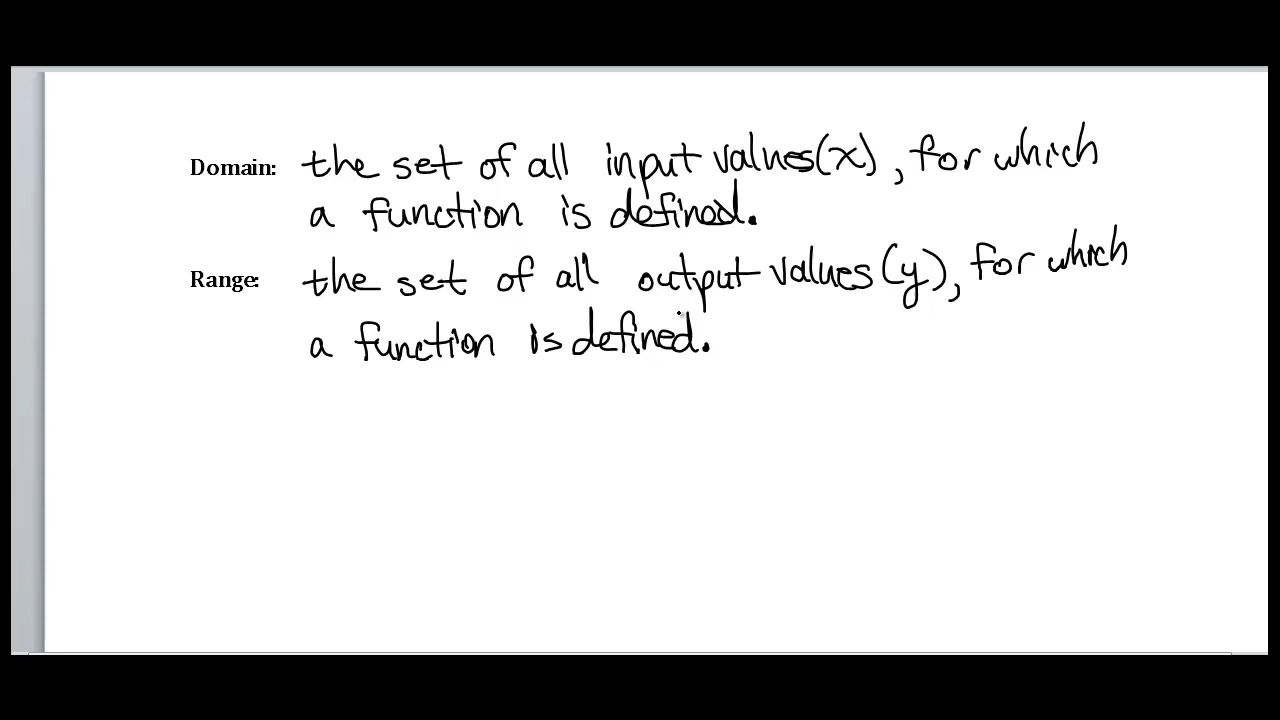 Domain: the set of all input values(x), for which
a function is defined.
Range: the set of all output values(y), for which
a function is defined.